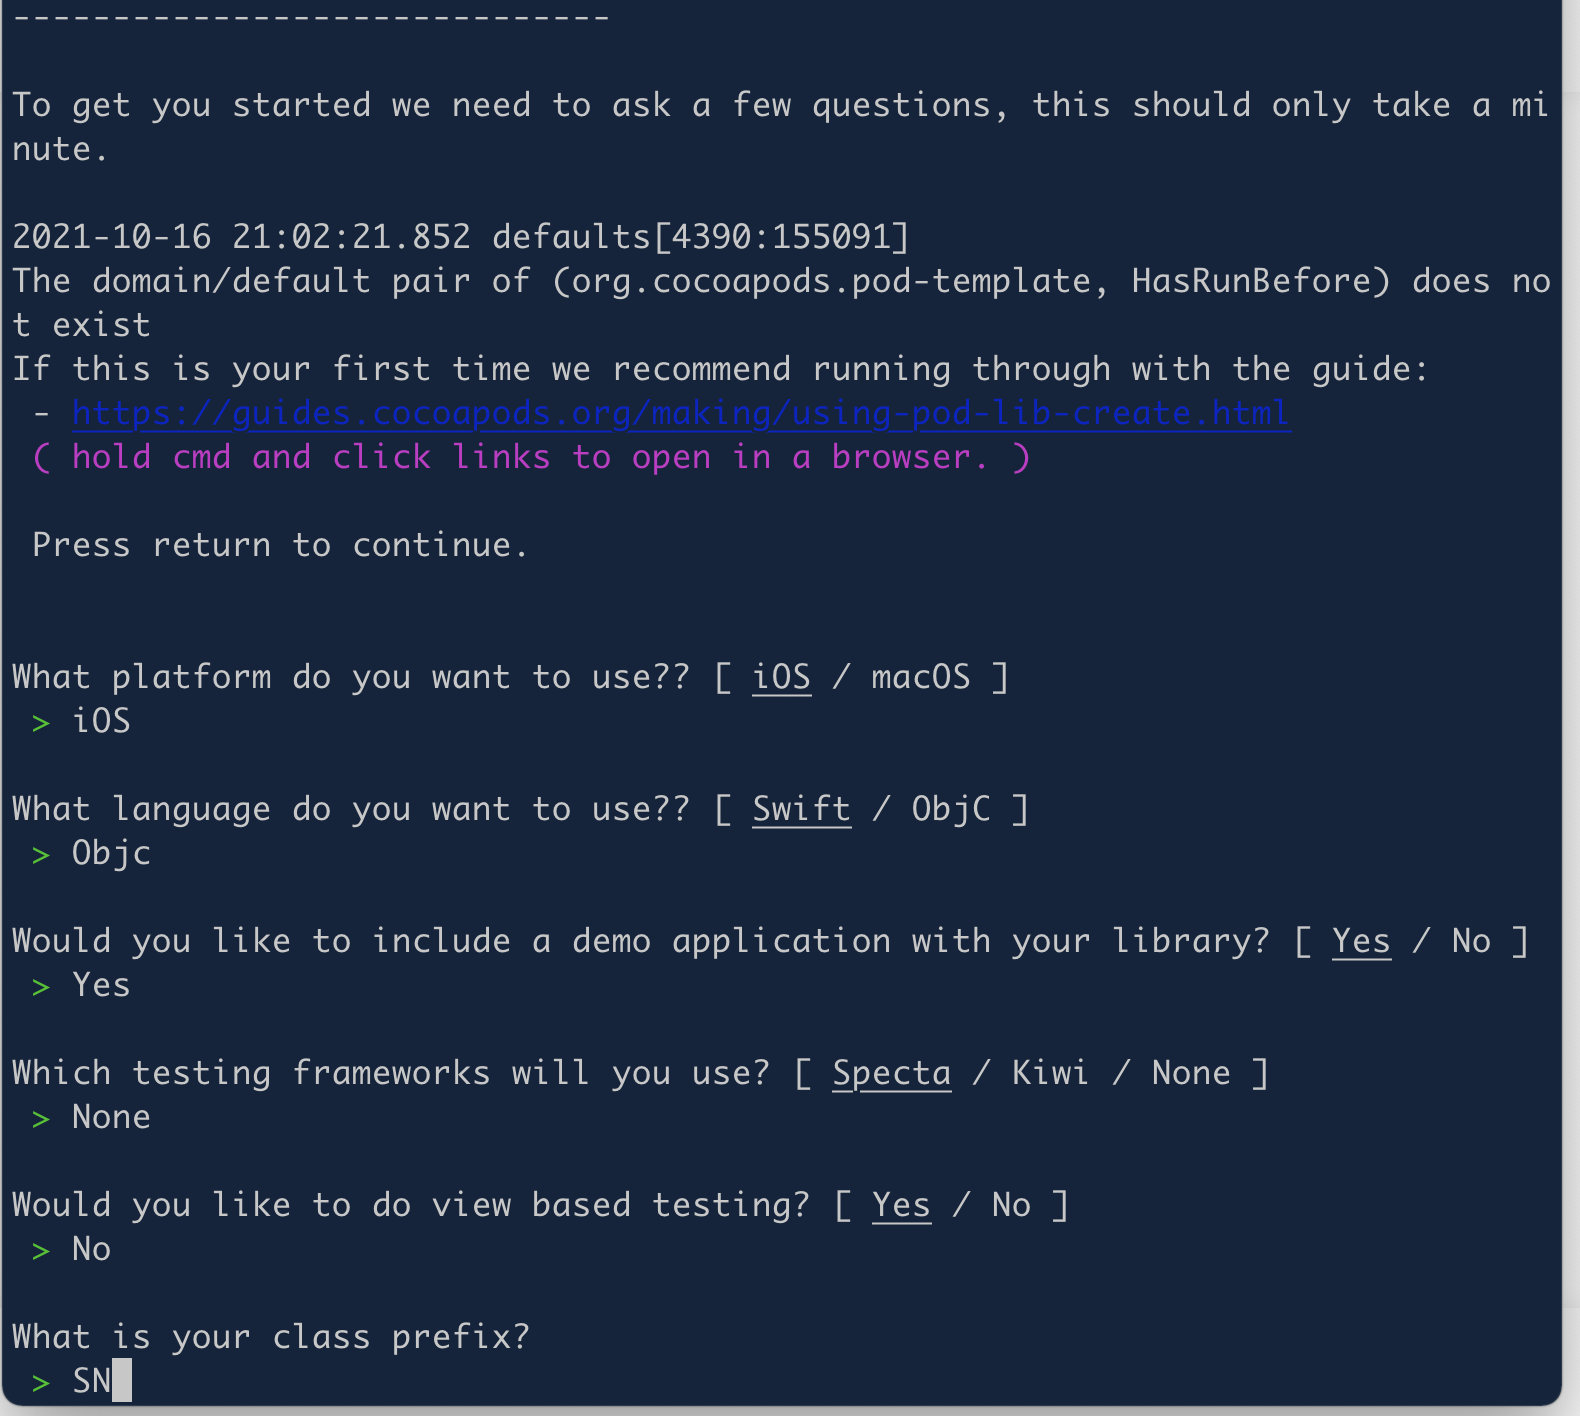 ------------------------------
To get you started we need to ask a few questions, this should only take a mi
nute.
2021-10-16 21:02:21.852 defaults[4390:155091]
The domain/default pair of (org.cocoapods.pod-template, HasRunBefore) does no
t exist
If this is your first time we recommend running through with the guide:
 - https://guides.cocoapods.org/making/using-pod-lib-create.html
 ( hold cmd and click links to open in a browser. )
 Press return to continue.
What platform do you want to use?? [ iOS / macOS ]
 > iOS
What language do you want to use?? [ Swift / ObjC ]
 > Objc
Would you like to include a demo application with your library? [ Yes / No ]
 > Yes
Which testing frameworks will you use? [ Specta / Kiwi / None ]
 > None
Would you like to do view based testing? [ Yes / No ]
 > No
What is your class prefix?
 > SN